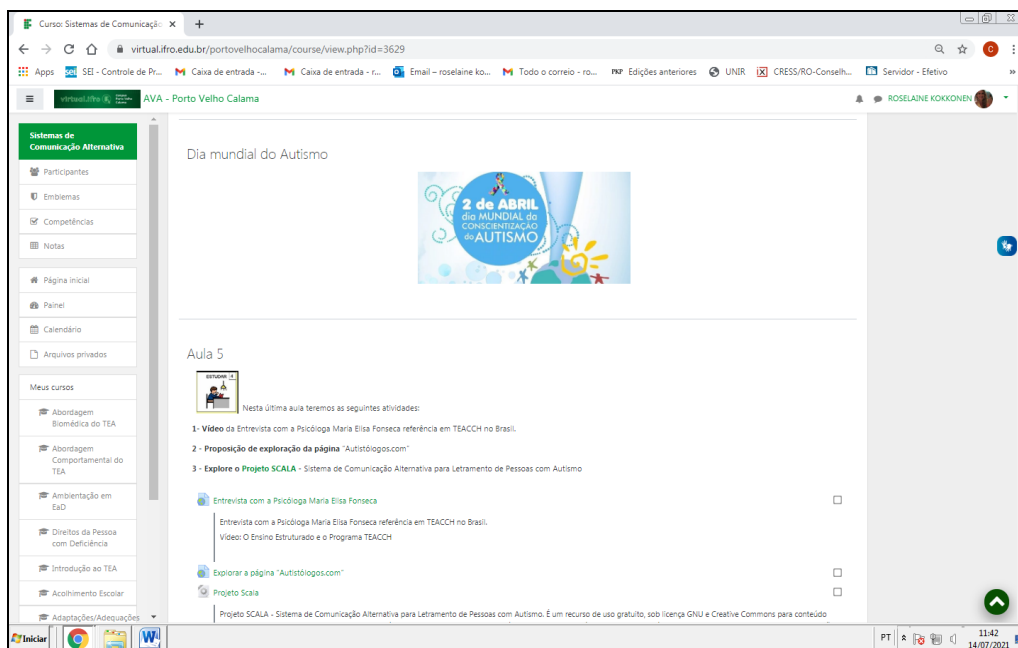 Curso: Sistemas de Comunicação
virtual.ifro.edu.br/portovelhocalama/course/view.php?id=3629
C
Apps
sei
SEI - Controle de Pr...
Caixa de entrada -...
Caixa de entrada - r...
Email – roselaine ko...
Todo o correio - ro...
PKP Edições anteriores
UNIR
CRESS/RO-Conselh...
Servidor - Efetivo
»
virtual.ifro
AVA - Porto Velho Calama
ROSELAINE KOKKONEN
Sistemas de
Comunicação Alternativa
Participantes
Emblemas
Competências
Notas
Página inicial
Painel
Calendário
Arquivos privados
Meus cursos
Abordagem
Biomédica do TEA
Abordagem
Comportamental do
TEA
Ambientação em
EaD
Direitos da Pessoa
com Deficiência
Introdução ao TEA
Acolhimento Escolar
Adaptações/Adequações
Dia mundial do Autismo
2 de ABRIL
dia MUNDIAL da
CONSCIENTIZAÇÃO
do AUTISMO
Aula 5
ESTUDAR 4
Nesta última aula teremos as seguintes atividades:
1- Vídeo da Entrevista com a Psicóloga Maria Elisa Fonseca referência em TEACCH no Brasil.
2 - Proposição de exploração da página "Autistólogos.com"
3 - Explore o Projeto SCALA - Sistema de Comunicação Alternativa para Letramento de Pessoas com Autismo
Entrevista com a Psicóloga Maria Elisa Fonseca
Entrevista com a Psicóloga Maria Elisa Fonseca referência em TEACCH no Brasil.
Vídeo: O Ensino Estruturado e o Programa TEACCH
Explorar a página "Autistólogos.com"
Projeto Scala
Projeto SCALA - Sistema de Comunicação Alternativa para Letramento de Pessoas com Autismo. É um recurso de uso gratuito, sob licença GNU e Creative Commons para conteúdo
Iniciar
PT
11:42
14/07/2021